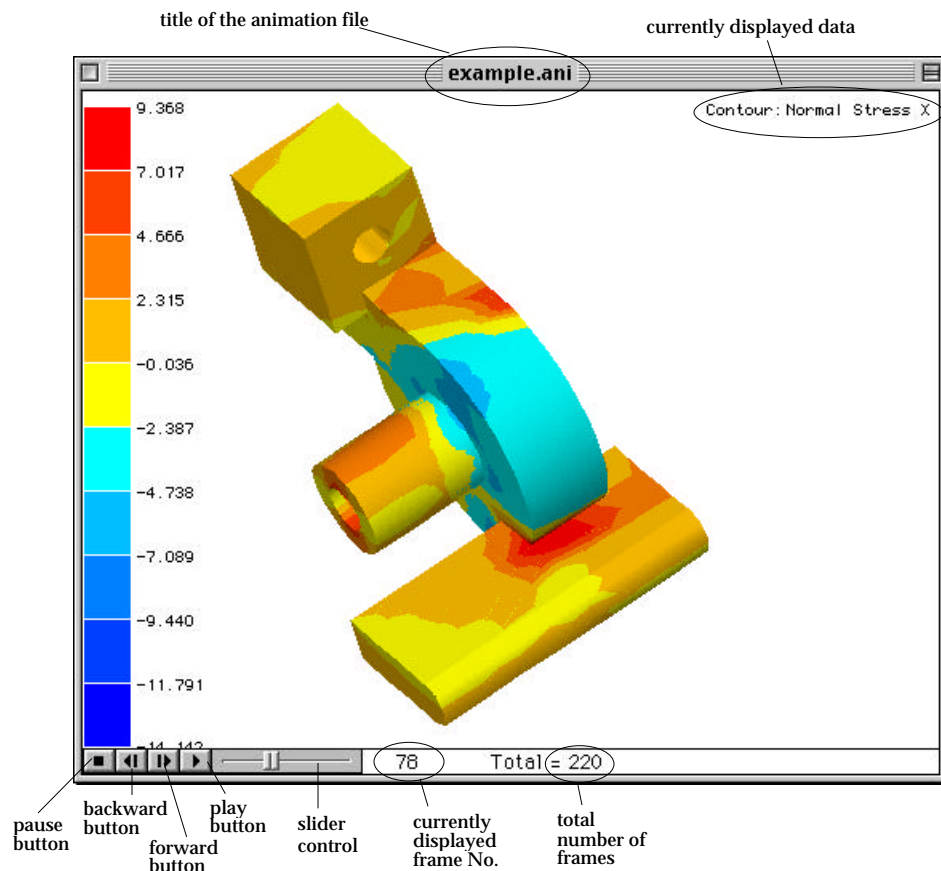 title of the animation file
currently displayed data
example.ani
Contour: Normal Stress X
9.368
7.017
4.666
2.315
-0.036
-2.387
-4.738
-7.089
-9.440
-11.791
-14.142
78
Total = 220
pause
button
backward
button
forward
button
play
button
slider
control
currently
displayed
frame No.
total
number of
frames